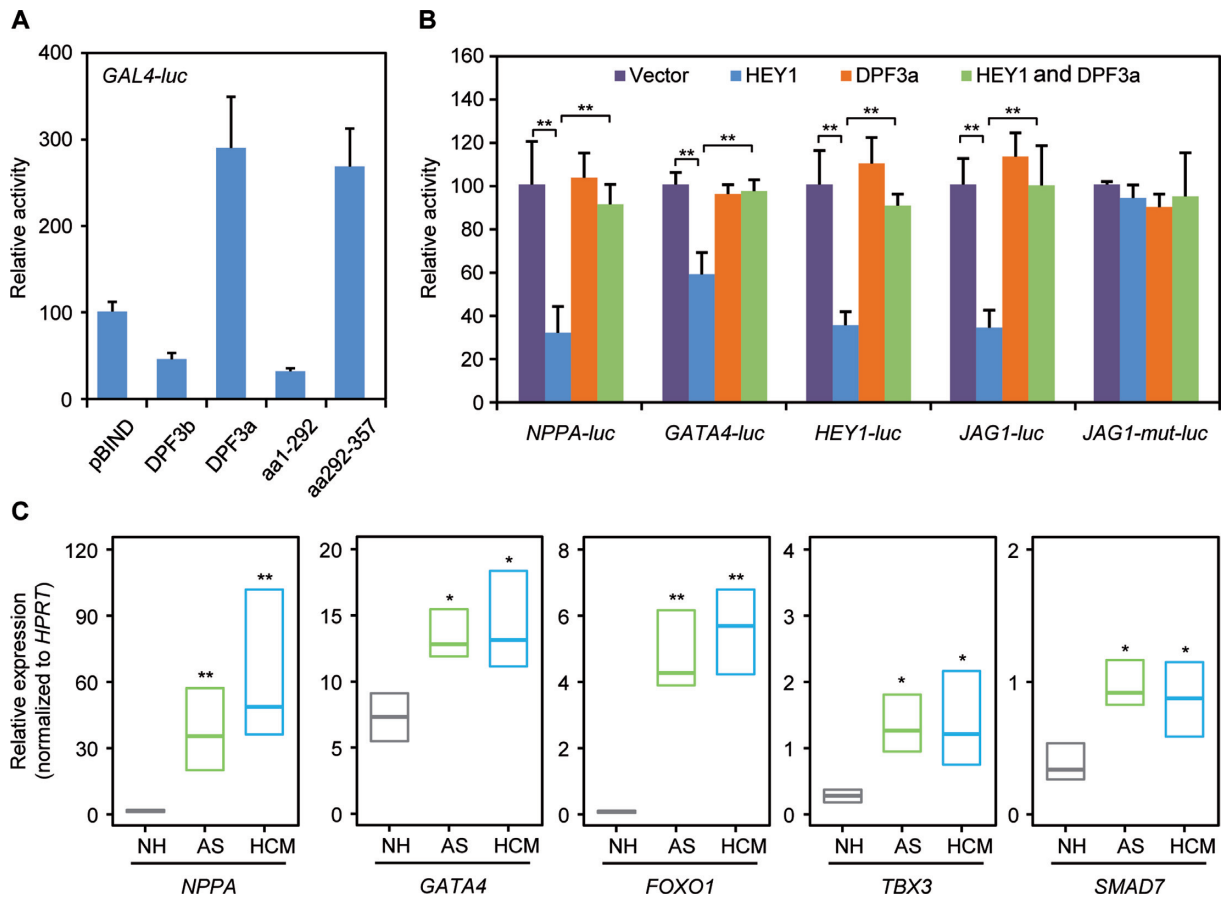 A
GAL4-luc
Relative activity
400
300
200
100
0
pBIND
DPF3b
DPF3a
aa1-292
aa292-357
B
Vector
HEY1
DPF3a
HEY1 and DPF3a
Relative activity
160
140
120
100
80
60
40
20
0
** **
** **
** **
** **
NPPA-luc
GATA4-luc
HEY1-luc
JAG1-luc
JAG1-mut-luc
C
Relative expression
(normalized to HPRT)
120
90
60
30
0
**
**
NH AS HCM
NPPA
20
15
10
5
0
*
*
NH AS HCM
GATA4
8
6
4
2
0
**
**
NH AS HCM
FOXO1
4
3
2
1
0
*
*
NH AS HCM
TBX3
2
1
0
*
*
NH AS HCM
SMAD7